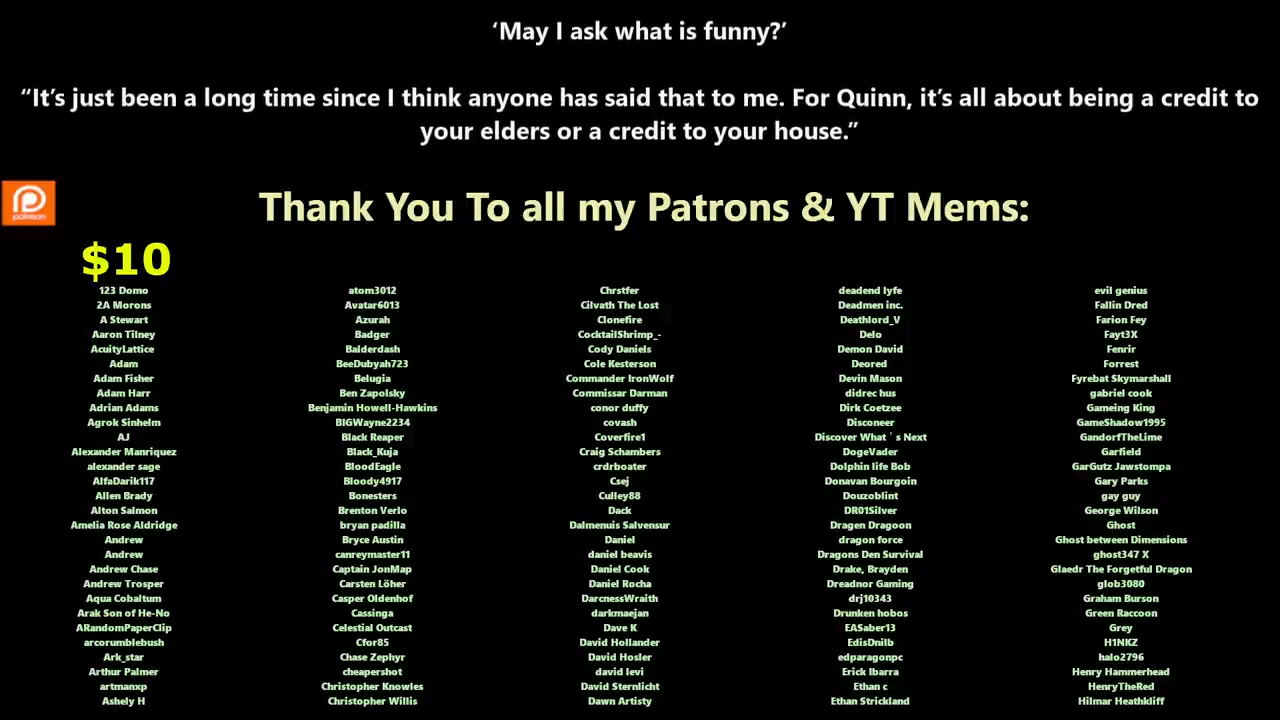 ‘May I ask what is funny?’
“It’s just been a long time since I think anyone has said that to me. For Quinn, it’s all about being a credit to
your elders or a credit to your house.”
patreon
Thank You To all my Patrons & YT Mems:
$10
123 Domo
2A Morons
A Stewart
Aaron Tilney
AcuityLattice
Adam
Adam Fisher
Adam Harr
Adrian Adams
Agrok Sinhelm
AJ
Alexander Manriquez
alexander sage
AlfaDarik117
Allen Brady
Alton Salmon
Amelia Rose Aldridge
Andrew
Andrew
Andrew Chase
Andrew Trosper
Aqua Cobaltum
Arak Son of He-No
ARandomPaperClip
arcorumblebush
Ark_star
Arthur Palmer
artmanxp
Ashely H
atom3012
Avatar6013
Azurah
Badger
Balderdash
BeeDubyah723
Belugia
Ben Zapolsky
Benjamin Howell-Hawkins
BIGWayne2234
Black Reaper
Black_Kuja
BloodEagle
Bloody4917
Bonesters
Brenton Verlo
bryan padilla
Bryce Austin
canreymaster11
Captain JonMap
Carsten Löher
Casper Oldenhof
Cassinga
Celestial Outcast
Cfor85
Chase Zephyr
cheapershot
Christopher Knowles
Christopher Willis
Chrstfer
Cilvath The Lost
Clonefire
CocktailShrimp_-
Cody Daniels
Cole Kesterson
Commander IronWolf
Commissar Darman
conor duffy
covash
Coverfire1
Craig Schambers
crdrboater
Csej
Culley88
Dack
Dalmenuis Salvensur
Daniel
daniel beavis
Daniel Cook
Daniel Rocha
DarcnessWraith
darkmaejan
Dave K
David Hollander
David Hosler
david levi
David Sternlicht
Dawn Artisty
deadend lyfe
Deadmen inc.
Deathlord_V
Delo
Demon David
Deored
Devin Mason
didrec hus
Dirk Coetzee
Disconeer
Discover What＇s Next
DogeVader
Dolphin life Bob
Donavan Bourgoin
Douzoblint
DR01Silver
Dragen Dragoon
dragon force
Dragons Den Survival
Drake, Brayden
Dreadnor Gaming
drj10343
Drunken hobos
EASaber13
EdisDnilb
edparagonpc
Erick Ibarra
Ethan c
Ethan Strickland
evil genius
Fallin Dred
Farion Fey
Fayt3X
Fenrir
Forrest
Fyrebat Skymarshall
gabriel cook
Gameing King
GameShadow1995
GandorfTheLime
Garfield
GarGutz Jawstompa
Gary Parks
gay guy
George Wilson
Ghost
Ghost between Dimensions
ghost347 X
Glaedr The Forgetful Dragon
glob3080
Graham Burson
Green Raccoon
Grey
H1NKZ
halo2796
Henry Hammerhead
HenryTheRed
Hilmar Heathkliff